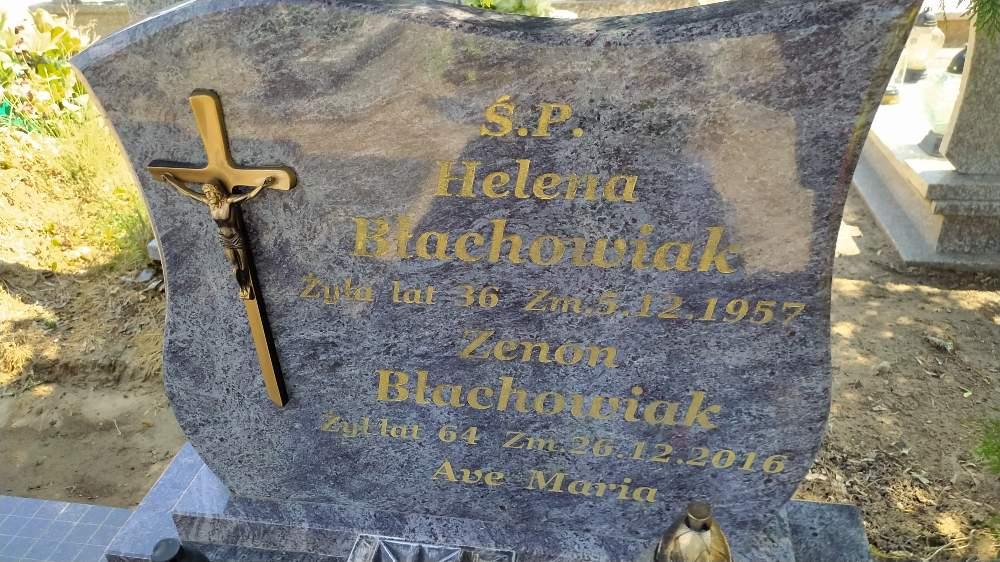 Ś.P.
Helena
Błachowiak
Żyła lat 36 Zm.5.12.1957
Zenon
Błachowiak
Żył lat 64 Zm.26.12.2016
Ave Maria